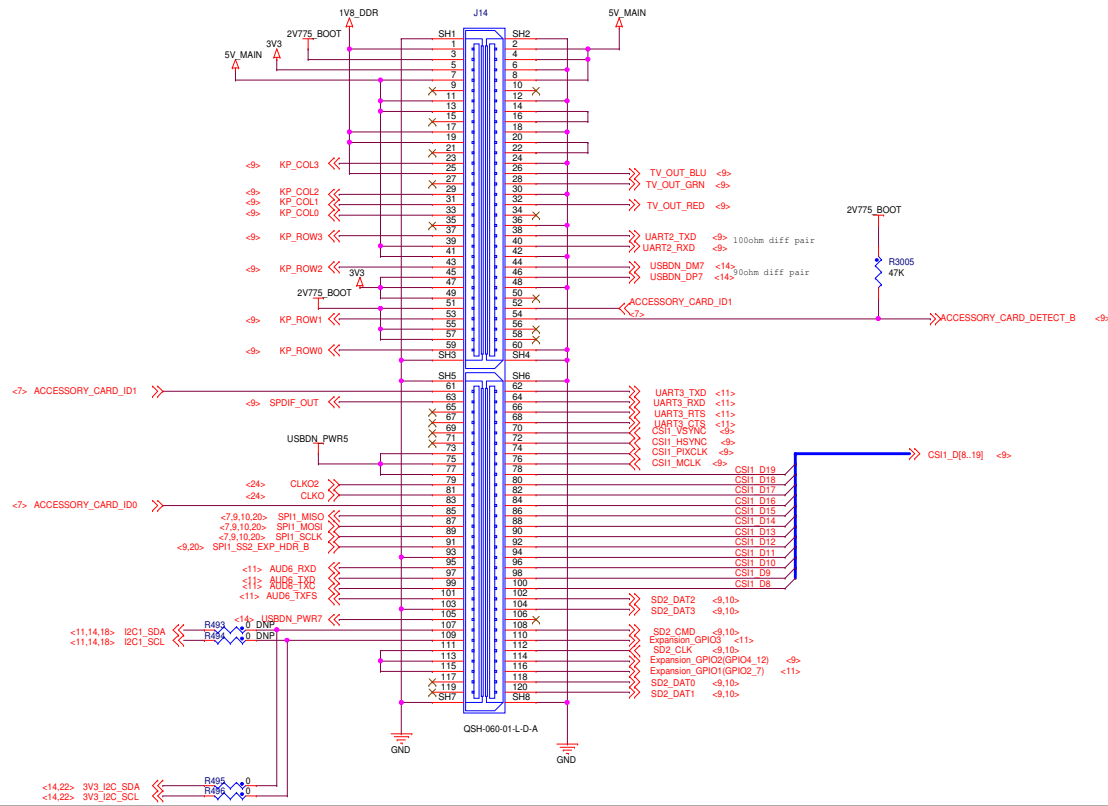 1V8_DDR
J14
5V_MAIN
2V775_BOOT
3V3
5V_MAIN
SH1 SH2
1 2
3 4
5 6
7 8
9 10
11 12
13 14
15 16
17 18
19 20
21 22
<9> KP_COL3 23 24
25 26 TV_OUT_BLU <9>
27 28 TV_OUT_GRN <9>
<9> KP_COL2 29 30
<9> KP_COL1 31 32 TV_OUT_RED <9>
<9> KP_COL0 33 34
35 36
<9> KP_ROW3 37 38 UART2_TXD <9>
100ohm diff pair
39 40 UART2_RXD <9>
41 42
<9> KP_ROW2 43 44 USBDN_DM7 <14>
90ohm diff pair
45 46 USBDN_DP7 <14>
3V3
47 48
2V775_BOOT
49 50
51 52 ACCESSORY_CARD_ID1
<7>
<9> KP_ROW1 53 54 ACCESSORY_CARD_DETECT_B <9>
2V775_BOOT
R3005
47K
55 56
57 58
<9> KP_ROW0 59 60
SH3 SH4
SH5 SH6
<7> ACCESSORY_CARD_ID1 61 62 UART3_TXD <11>
<9> SPDIF_OUT 63 64 UART3_RXD <11>
65 66 UART3_RTS <11>
67 68 UART3_CTS <11>
69 70 CSI1_VSYNC <9>
71 72 CSI1_HSYNC <9>
USBDN_PWR5
73 74 CSI1_PIXCLK <9>
75 76 CSI1_MCLK <9>
77 78 CSI1_D19
CSI1_D[8..19] <9>
<24> CLKO2 79 80 CSI1_D18
<24> CLKO 81 82 CSI1_D17
<7> ACCESSORY_CARD_ID0 83 84 CSI1_D16
<7,9,10,20> SPI1_MISO 85 86 CSI1_D15
<7,9,10,20> SPI1_MOSI 87 88 CSI1_D14
<7,9,10,20> SPI1_SCLK 89 90 CSI1_D13
<9,20> SPI1_SS2_EXP_HDR_B 91 92 CSI1_D12
93 94 CSI1_D11
<11> AUD6_RXD 95 96 CSI1_D10
<11> AUD6_TXD 97 98 CSI1_D9
<11> AUD6_TXC 99 100 CSI1_D8
<11> AUD6_TXFS 101 102 SD2_DAT2 <9,10>
103 104 SD2_DAT3 <9,10>
<14> USBDN_PWR7 105 106
<11,14,18> I2C1_SDA R493 0 DNP 107 108 SD2_CMD <9,10>
<11,14,18> I2C1_SCL R494 0 DNP 109 110 Expansion_GPIO3 <11>
111 112 SD2_CLK <9,10>
113 114 Expansion_GPIO2(GPIO4_12) <9>
115 116 Expansion_GPIO1(GPIO2_7) <11>
117 118 SD2_DAT0 <9,10>
119 120 SD2_DAT1 <9,10>
SH7 SH8
QSH-060-01-L-D-A
GND
GND
<14,22> 3V3_I2C_SDA R495 0
<14,22> 3V3_I2C_SCL R496 0